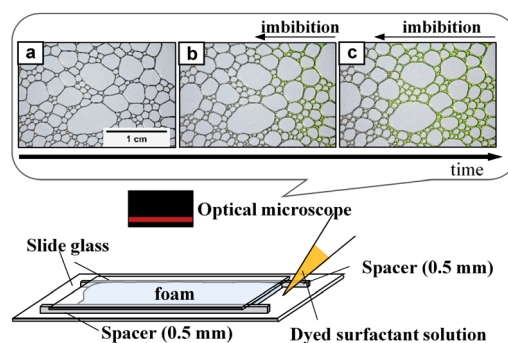 imbibition
imbibition
a
b
c
1 cm
time
Optical microscope
Slide glass
foam
Spacer (0.5 mm)
Spacer (0.5 mm)
Dyed surfactant solution